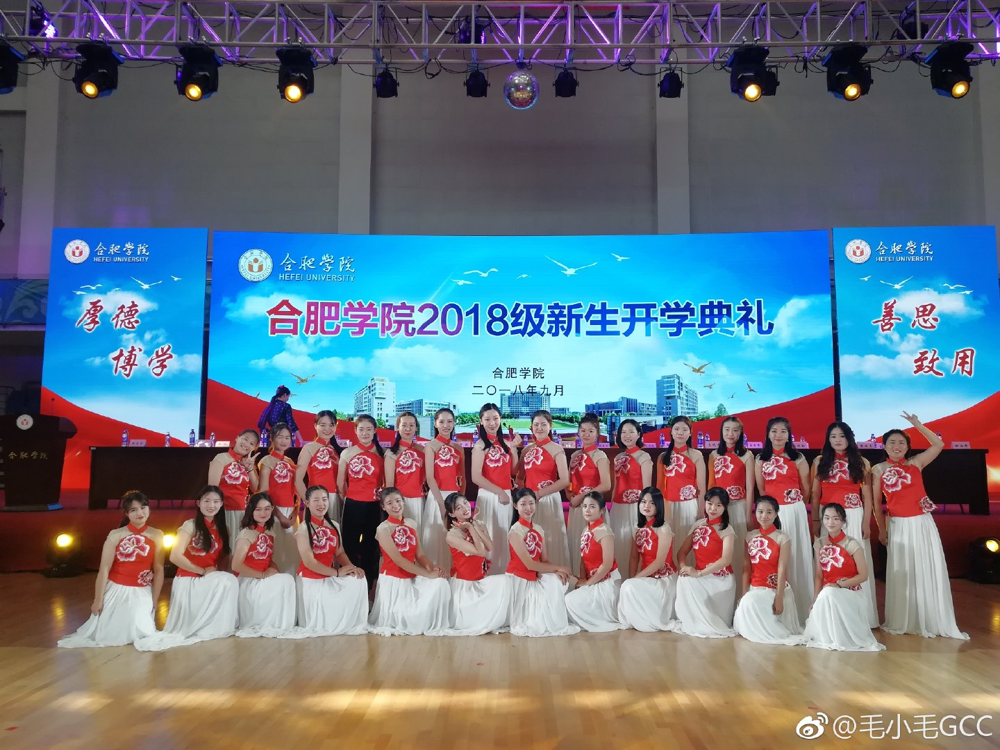 合肥学院
HEFEI UNIVERSITY
厚德
博学
合肥学院
HEFEI UNIVERSITY
合肥学院2018级新生开学典礼
合肥学院
二〇一八年九月
合肥学院
HEFEI UNIVERSITY
善思
致用
合肥学院
@毛小毛GCC